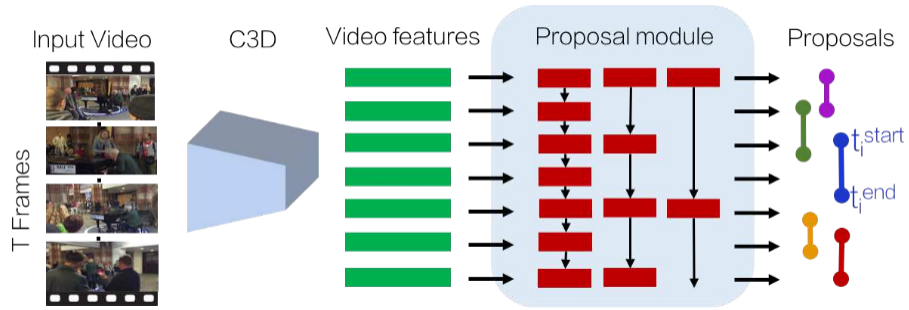 Input Video
C3D
Video features
Proposal module
Proposals
T Frames
t_i^start
t_i^end